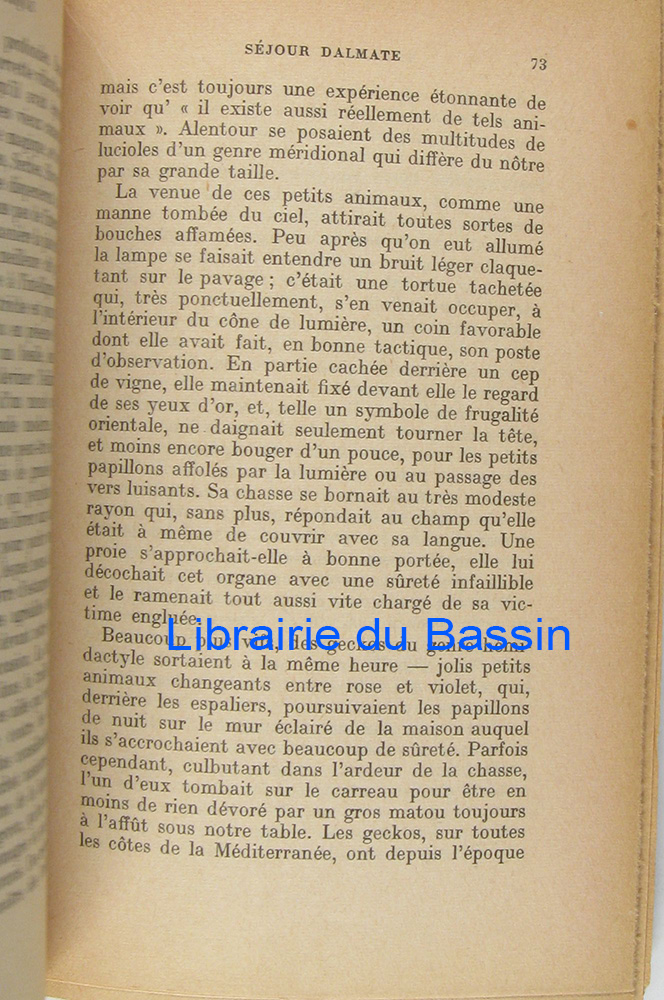 SÉJOUR DALMATE 73
mais c'est toujours une expérience étonnante de
voir qu' « il existe aussi réellement de tels ani-
maux ». Alentour se posaient des multitudes de
lucioles d'un genre méridional qui diffère du nôtre
par sa grande taille.
La venue de ces petits animaux, comme une
manne tombée du ciel, attirait toutes sortes de
bouches affamées. Peu après qu'on eut allumé
la lampe se faisait entendre un bruit léger claque-
tant sur le pavage ; c'était une tortue tachetée
qui, très ponctuellement, s'en venait occuper, à
l'intérieur du cône de lumière, un coin favorable
dont elle avait fait, en bonne tactique, son poste
d'observation. En partie cachée derrière un cep
de vigne, elle maintenait fixé devant elle le regard
de ses yeux d'or, et, telle un symbole de frugalité
orientale, ne daignait seulement tourner la tête,
et moins encore bouger d'un pouce, pour les petits
papillons affolés par la lumière ou au passage des
vers luisants. Sa chasse se bornait au très modeste
rayon qui, sans plus, répondait au champ qu'elle
était à même de couvrir avec sa langue. Une
proie s'approchait-elle à bonne portée, elle lui
décochait cet organe avec une sûreté infaillible
et le ramenait tout aussi vite chargé de sa vic-
time engluée.
Librairie du Bassin
Beaucoup plus vifs, des geckos du genre hémi-
dactyle sortaient à la même heure — jolis petits
animaux changeants entre rose et violet, qui,
derrière les espaliers, poursuivaient les papillons
de nuit sur le mur éclairé de la maison auquel
ils s'accrochaient avec beaucoup de sûreté. Parfois
cependant, culbutant dans l'ardeur de la chasse,
l'un d'eux tombait sur le carreau pour être en
moins de rien dévoré par un gros matou toujours
à l'affût sous notre table. Les geckos, sur toutes
les côtes de la Méditerranée, ont depuis l'époque